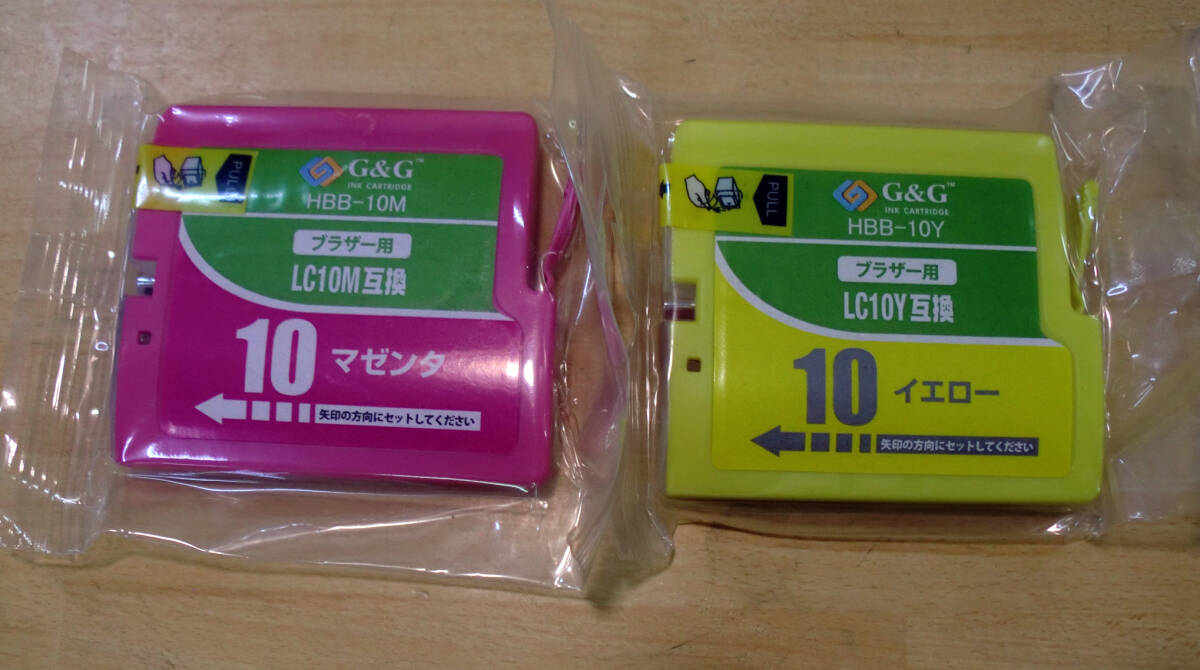 PULL
G&G™
INK CARTRIDGE
HBB-10M
ブラザー用
LC10M互換
10 マゼンタ
矢印の方向にセットしてください
PULL
G&G™
INK CARTRIDGE
HBB-10Y
ブラザー用
LC10Y互換
10 イエロー
矢印の方向にセットしてください